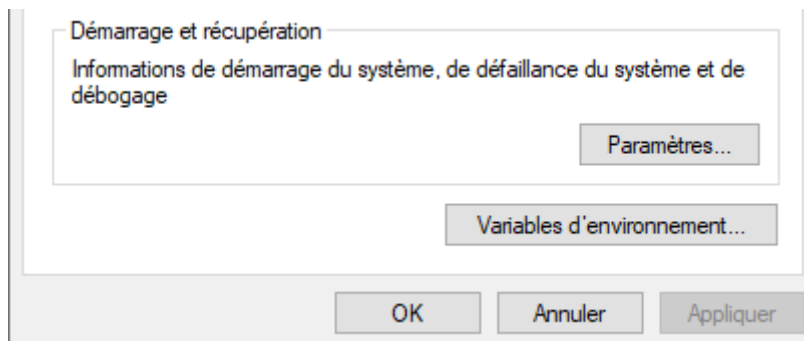 Démarrage et récupération
Informations de démarrage du système, de défaillance du système et de
débogage
Paramètres...
Variables d'environnement...
OK
Annuler
Appliquer